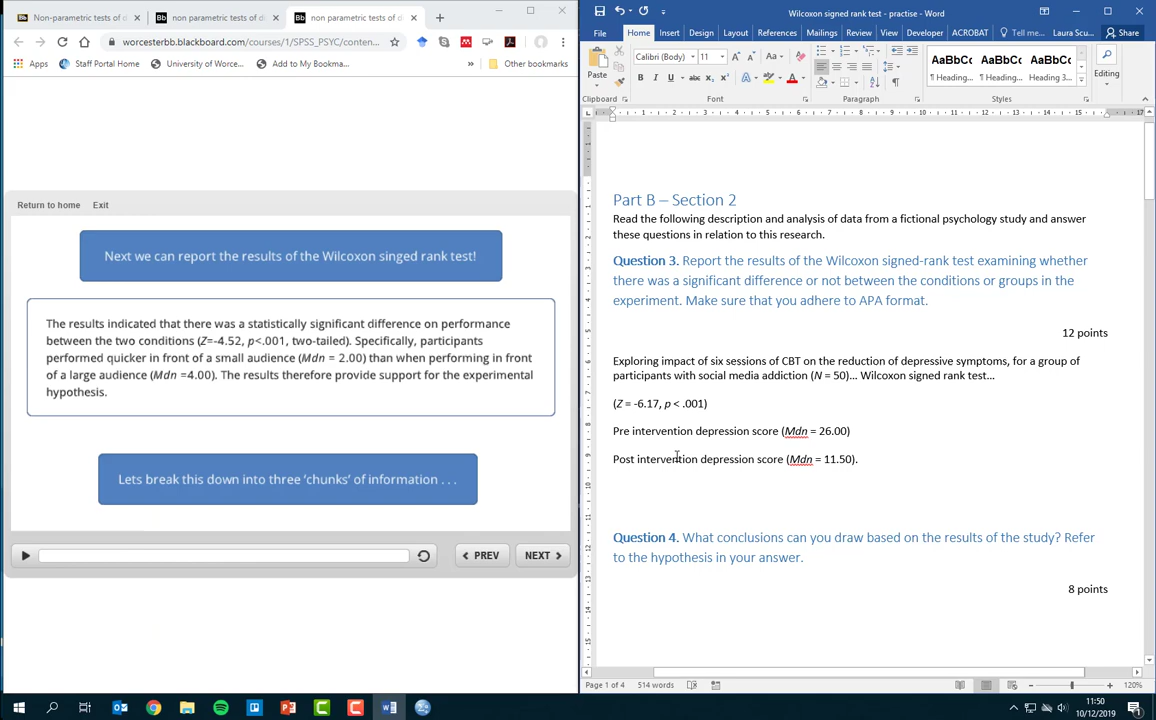 Non-parametric tests of d
non parametric tests of di
non parametric tests of d
worcesterbb.blackboard.com/courses/1/SPSS_PSYC/conten...
Apps
Staff Portal Home
University of Worce...
Add to My Bookma...
»
Other bookmarks
Return to home
Exit
Next we can report the results of the Wilcoxon singed rank test!
The results indicated that there was a statistically significant difference on performance
between the two conditions (Z=-4.52, p<.001, two-tailed). Specifically, participants
performed quicker in front of a small audience (Mdn = 2.00) than when performing in front
of a large audience (Mdn =4.00). The results therefore provide support for the experimental
hypothesis.
Lets break this down into three ‘chunks’ of information . . .
PREV
NEXT
Wilcoxon signed rank test - practise - Word
File
Home
Insert
Design
Layout
References
Mailings
Review
View
Developer
ACROBAT
Tell me...
Laura Scu...
Share
Paste
Calibri (Body)
11
AaBbCc
AaBbCc
AaBbC
Heading...
Heading...
Heading 3...
Editing
Clipboard
Font
Paragraph
Styles
Part B – Section 2
Read the following description and analysis of data from a fictional psychology study and answer
these questions in relation to this research.
Question 3. Report the results of the Wilcoxon signed-rank test examining whether
there was a significant difference or not between the conditions or groups in the
experiment. Make sure that you adhere to APA format.
12 points
Exploring impact of six sessions of CBT on the reduction of depressive symptoms, for a group of
participants with social media addiction (N = 50)... Wilcoxon signed rank test...
(Z = -6.17, p < .001)
Pre intervention depression score (Mdn = 26.00)
Post intervention depression score (Mdn = 11.50).
Question 4. What conclusions can you draw based on the results of the study? Refer
to the hypothesis in your answer.
8 points
Page 1 of 4
514 words
120%
11:50
10/12/2019